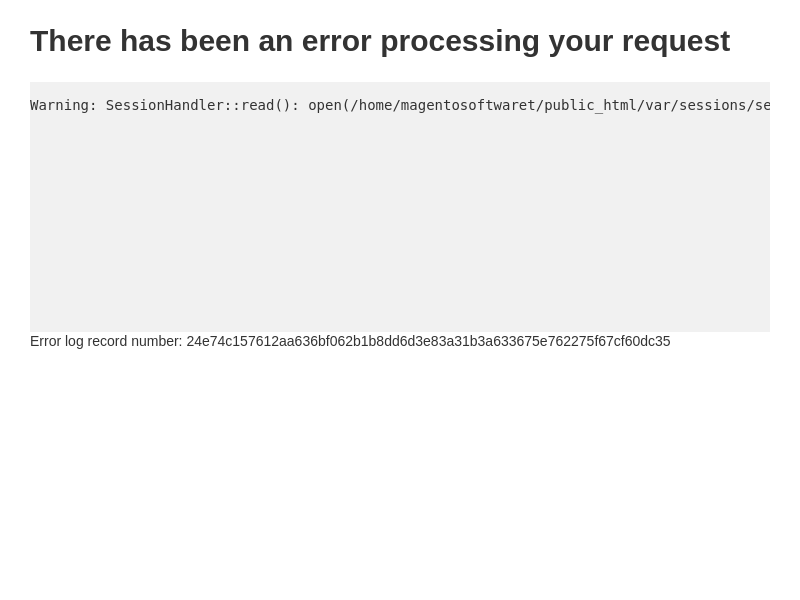 There has been an error processing your request
Warning: SessionHandler::read(): open(/home/magentosoftwaret/public_html/var/sessions/se
Error log record number: 24e74c157612aa636bf062b1b8dd6d3e83a31b3a633675e762275f67cf60dc35